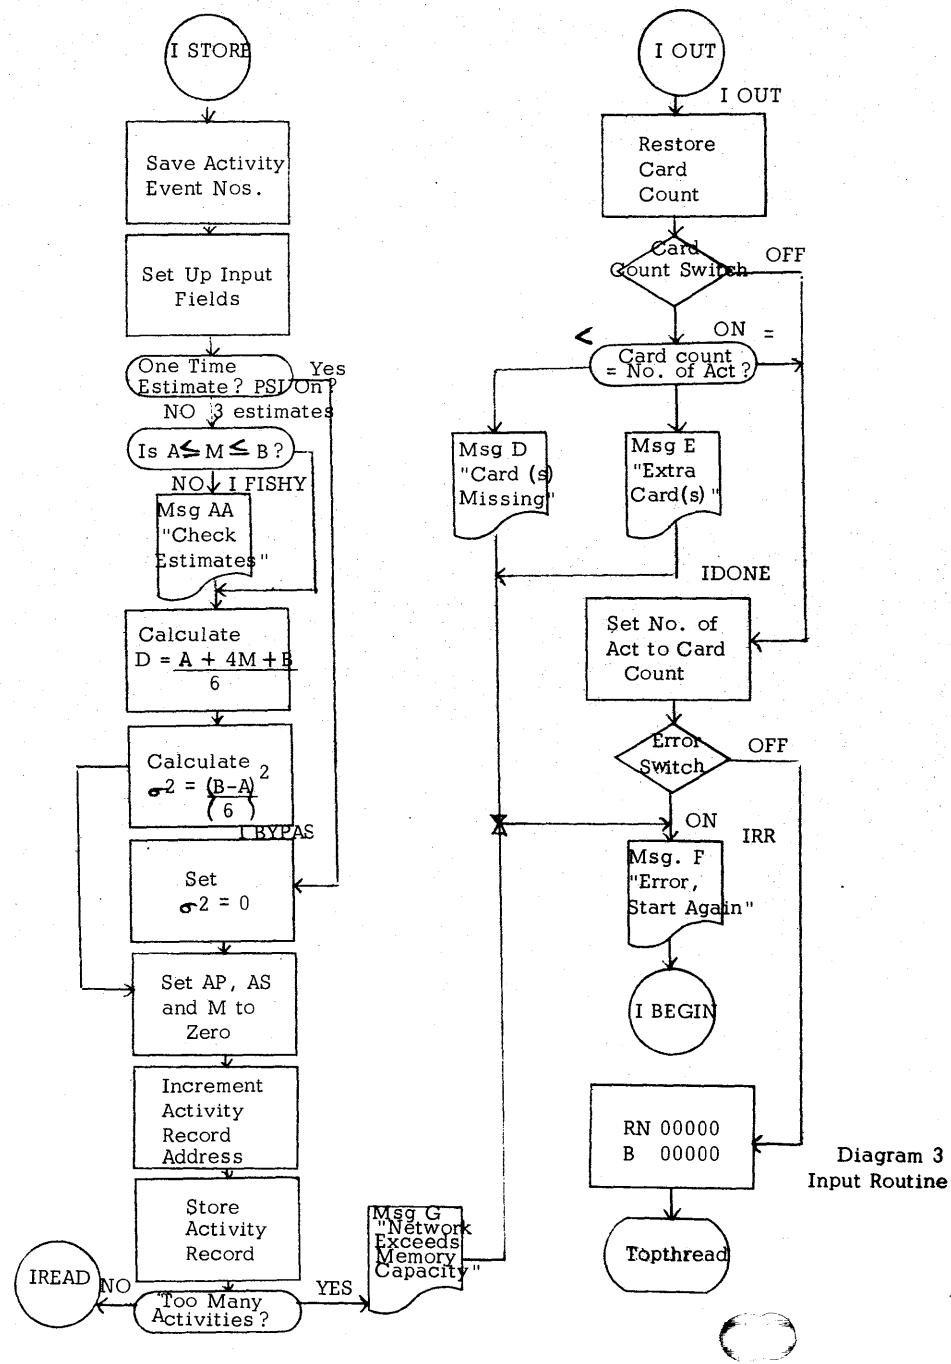 I STORE
Save Activity
Event Nos.
Set Up Input
Fields
One Time
Estimate? PSI On?
Yes
NO 3 estimates
Is A ≤ M ≤ B?
NO I FISHY
Msg AA
"Check
Estimates"
Calculate
D = A + 4M + B
6
Calculate
σ2 = (B-A) 2
( 6 )
I BYPAS
Set
σ2 = 0
Set AP, AS
and M to
Zero
Increment
Activity
Record
Address
Store
Activity
Record
Too Many
Activities?
NO
IREAD
YES
Msg G
"Network
Exceeds
Memory
Capacity"
I OUT
I OUT
Restore
Card
Count
Card
Count Switch
OFF
ON =
<
Card count
= No. of Act?
Msg D
"Card (s)
Missing"
Msg E
"Extra
Card(s)"
IDONE
Set No. of
Act to Card
Count
Error
Switch
OFF
ON
IRR
Msg. F
"Error,
Start Again"
I BEGIN
RN 00000
B 00000
Topthread
Diagram 3
Input Routine